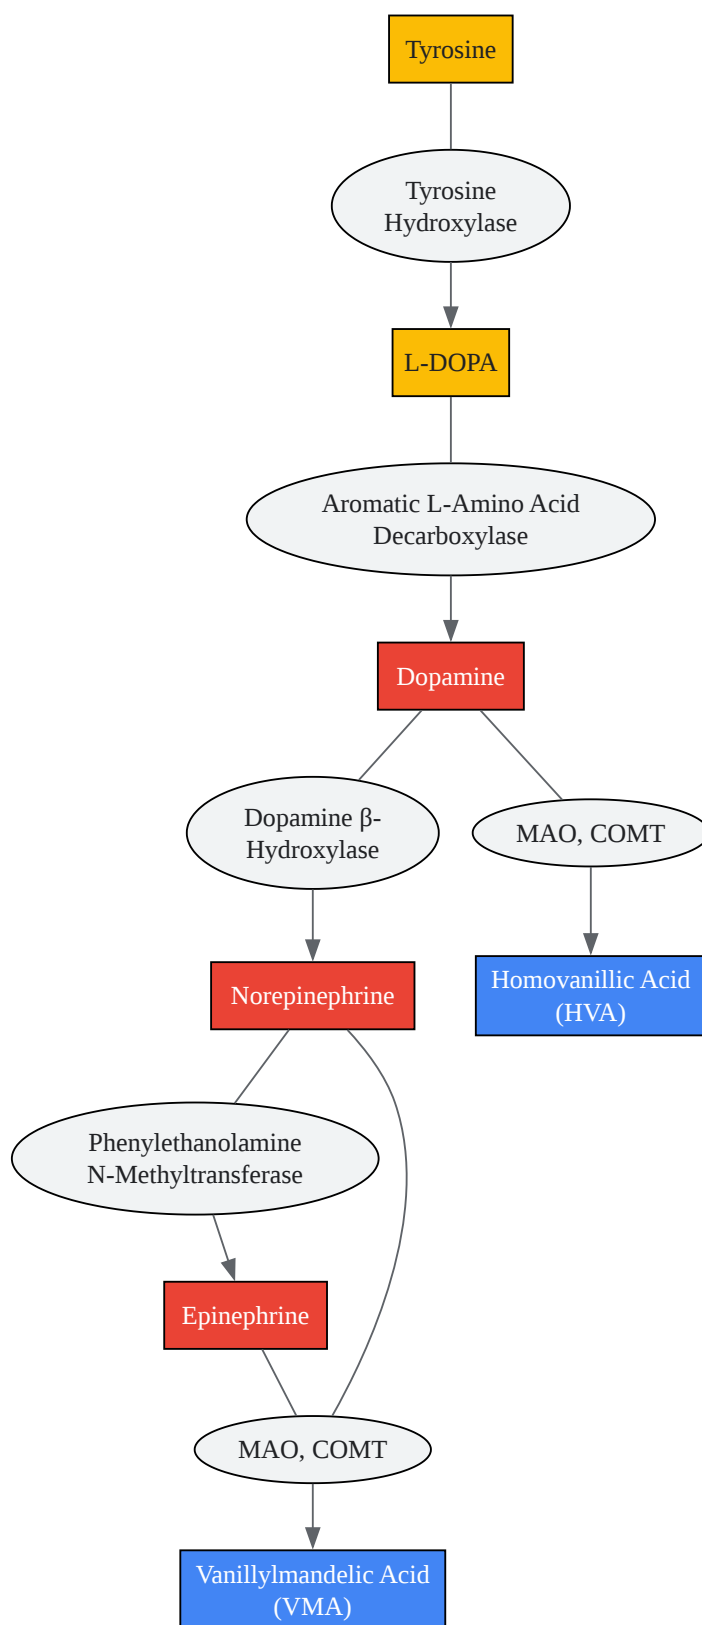 Tyrosine
Tyrosine
Hydroxylase
L-DOPA
Aromatic L-Amino Acid
Decarboxylase
Dopamine
Dopamine β-
Hydroxylase
MAO, COMT
Norepinephrine
Homovanillic Acid
(HVA)
Phenylethanolamine
N-Methyltransferase
Epinephrine
MAO, COMT
Vanillylmandelic Acid
(VMA)